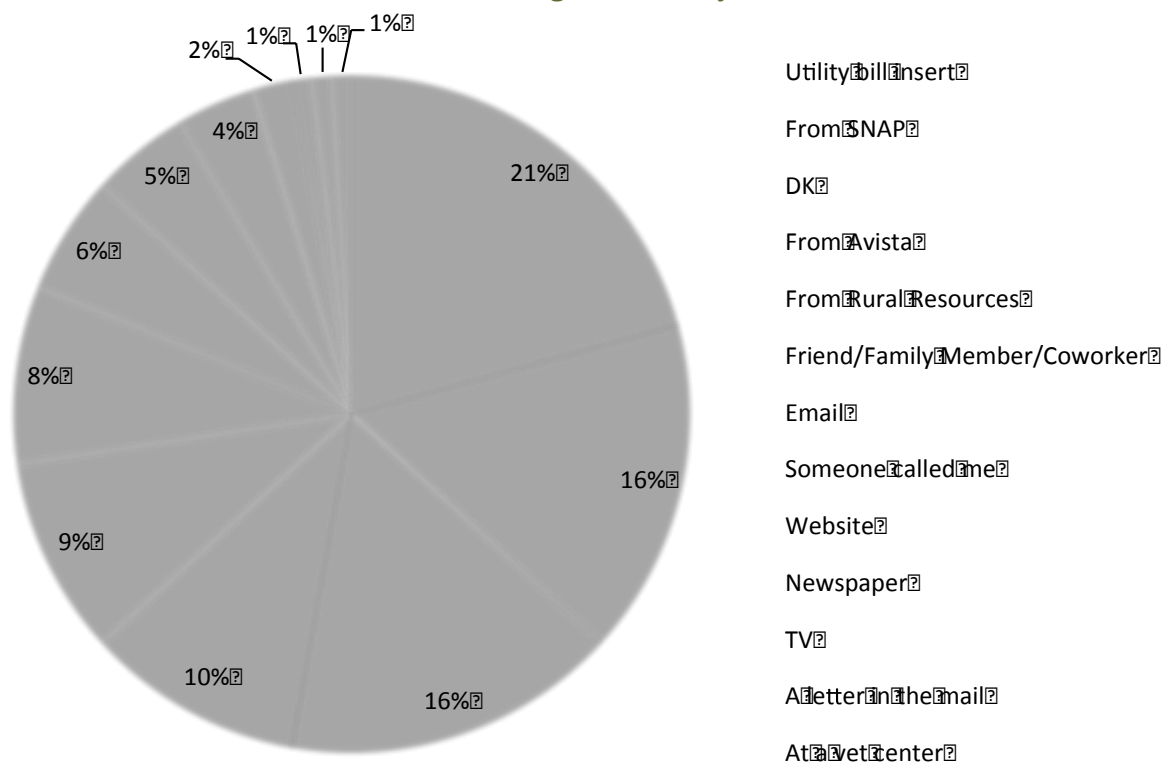 2%
1%
1%
1%
4%
21%
5%
6%
8%
16%
9%
10%
16%
Utility bill insert
From SNAP
DK
From Avista
From Rural Resources
Friend/Family Member/Coworker
Email
Someone called me
Website
Newspaper
TV
A letter in the mail
At a vet center